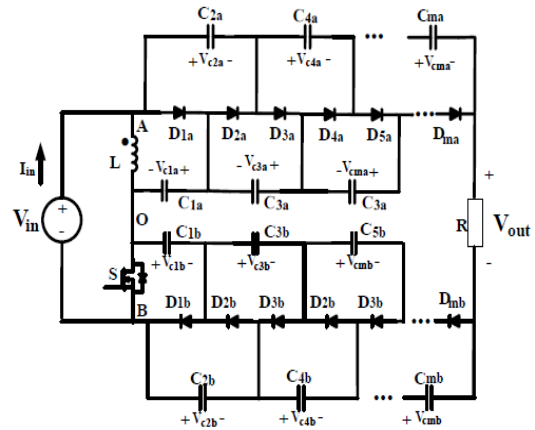 C2a C4a ... Cma
+Vc2a- +Vc4a- +Vcma-
A
D1a D2a D3a D4a D5a ... Dma
Iin L
-Vc1a+ -Vc3a+ -Vcma+
C1a C3a C3a
Vin + -
O
C1b C3b C5b
+Vc1b- +Vc3b- +Vcmb-
+ R Vout -
S
D1b D2b D3b D2b D3b ... Dmb
B
C2b C4b ... Cmb
+Vc2b- +Vc4b- +Vcmb-